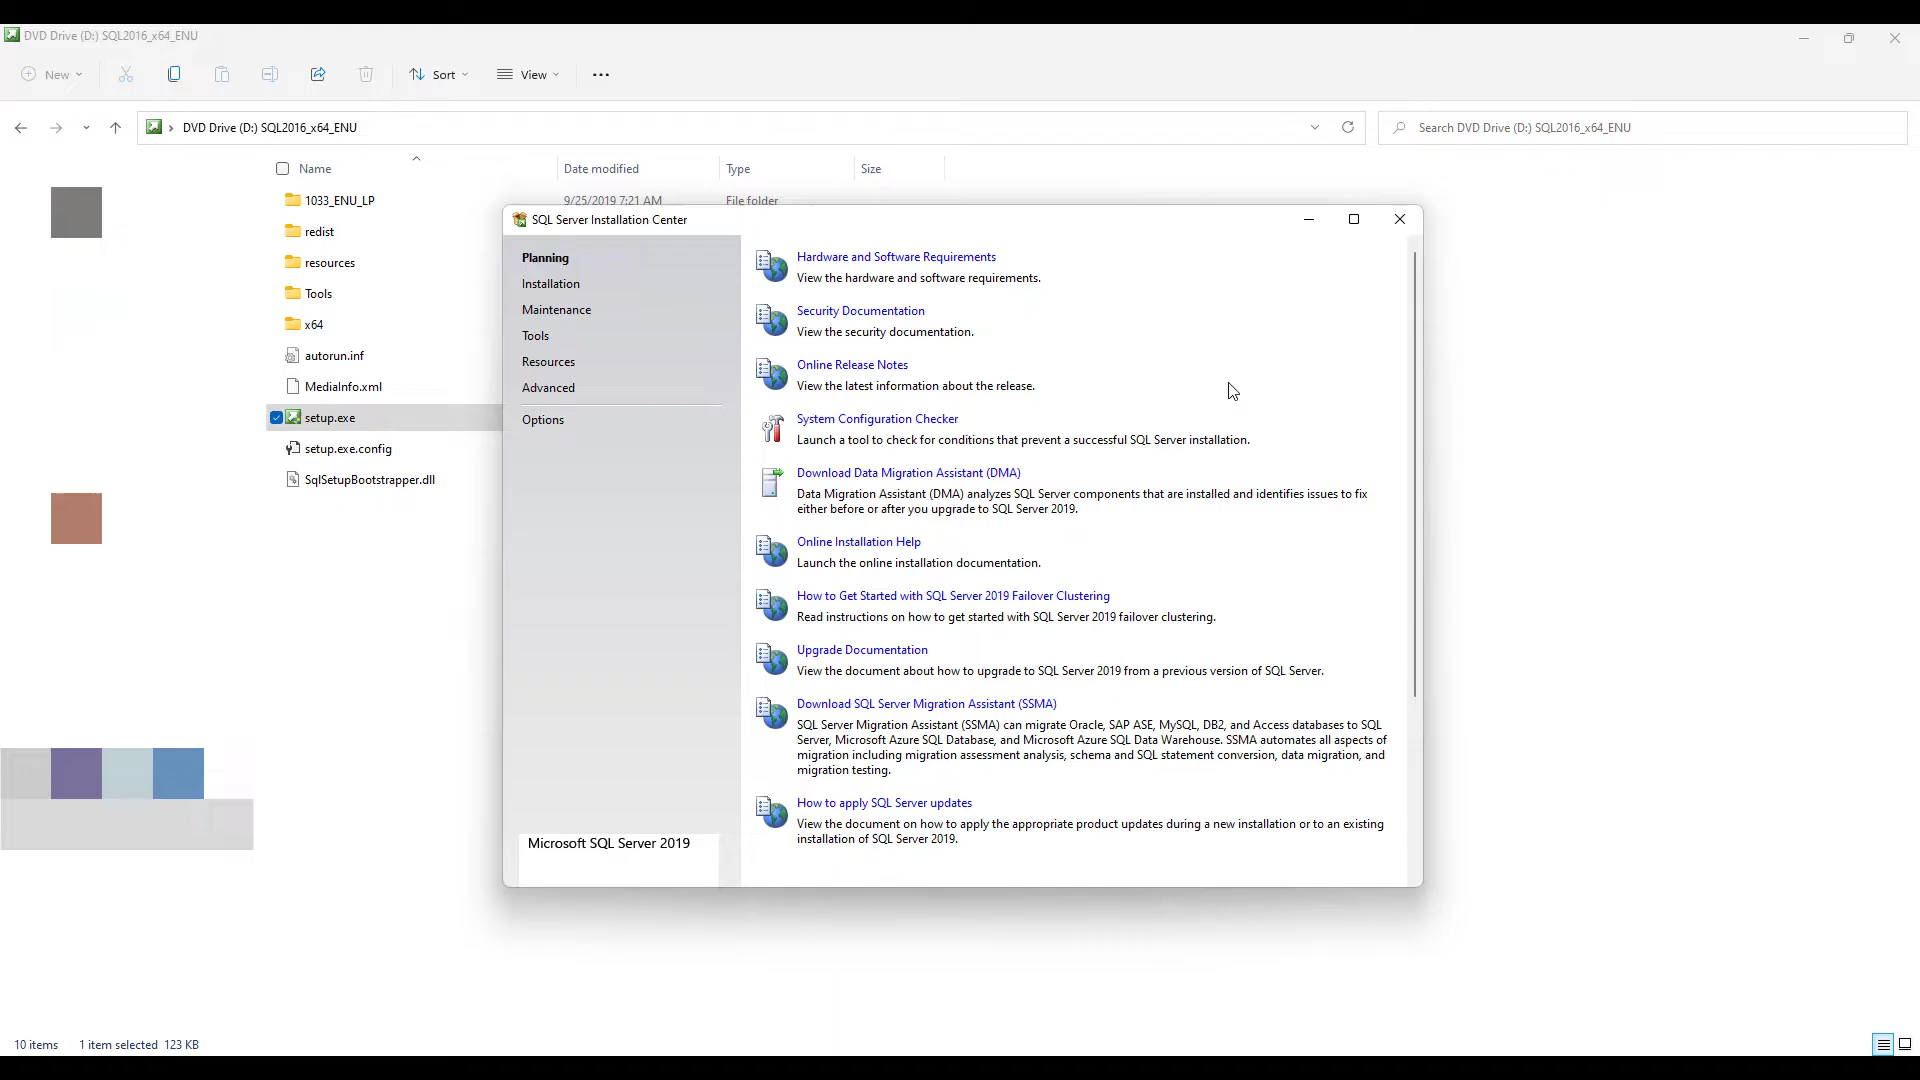 DVD Drive (D:) SQL2016_x64_ENU
New
Sort
View
DVD Drive (D:) SQL2016_x64_ENU
Search DVD Drive (D:) SQL2016_x64_ENU
Name
Date modified
Type
Size
1033_ENU_LP
9/25/2019 7:21 AM
File folder
redist
resources
Tools
x64
autorun.inf
MediaInfo.xml
setup.exe
setup.exe.config
SqlSetupBootstrapper.dll
SQL Server Installation Center
Planning
Installation
Maintenance
Tools
Resources
Advanced
Options
Microsoft SQL Server 2019
Hardware and Software Requirements
View the hardware and software requirements.
Security Documentation
View the security documentation.
Online Release Notes
View the latest information about the release.
System Configuration Checker
Launch a tool to check for conditions that prevent a successful SQL Server installation.
Download Data Migration Assistant (DMA)
Data Migration Assistant (DMA) analyzes SQL Server components that are installed and identifies issues to fix
either before or after you upgrade to SQL Server 2019.
Online Installation Help
Launch the online installation documentation.
How to Get Started with SQL Server 2019 Failover Clustering
Read instructions on how to get started with SQL Server 2019 failover clustering.
Upgrade Documentation
View the document about how to upgrade to SQL Server 2019 from a previous version of SQL Server.
Download SQL Server Migration Assistant (SSMA)
SQL Server Migration Assistant (SSMA) can migrate Oracle, SAP ASE, MySQL, DB2, and Access databases to SQL
Server, Microsoft Azure SQL Database, and Microsoft Azure SQL Data Warehouse. SSMA automates all aspects of
migration including migration assessment analysis, schema and SQL statement conversion, data migration, and
migration testing.
How to apply SQL Server updates
View the document on how to apply the appropriate product updates during a new installation or to an existing
installation of SQL Server 2019.
10 items
1 item selected 123 KB